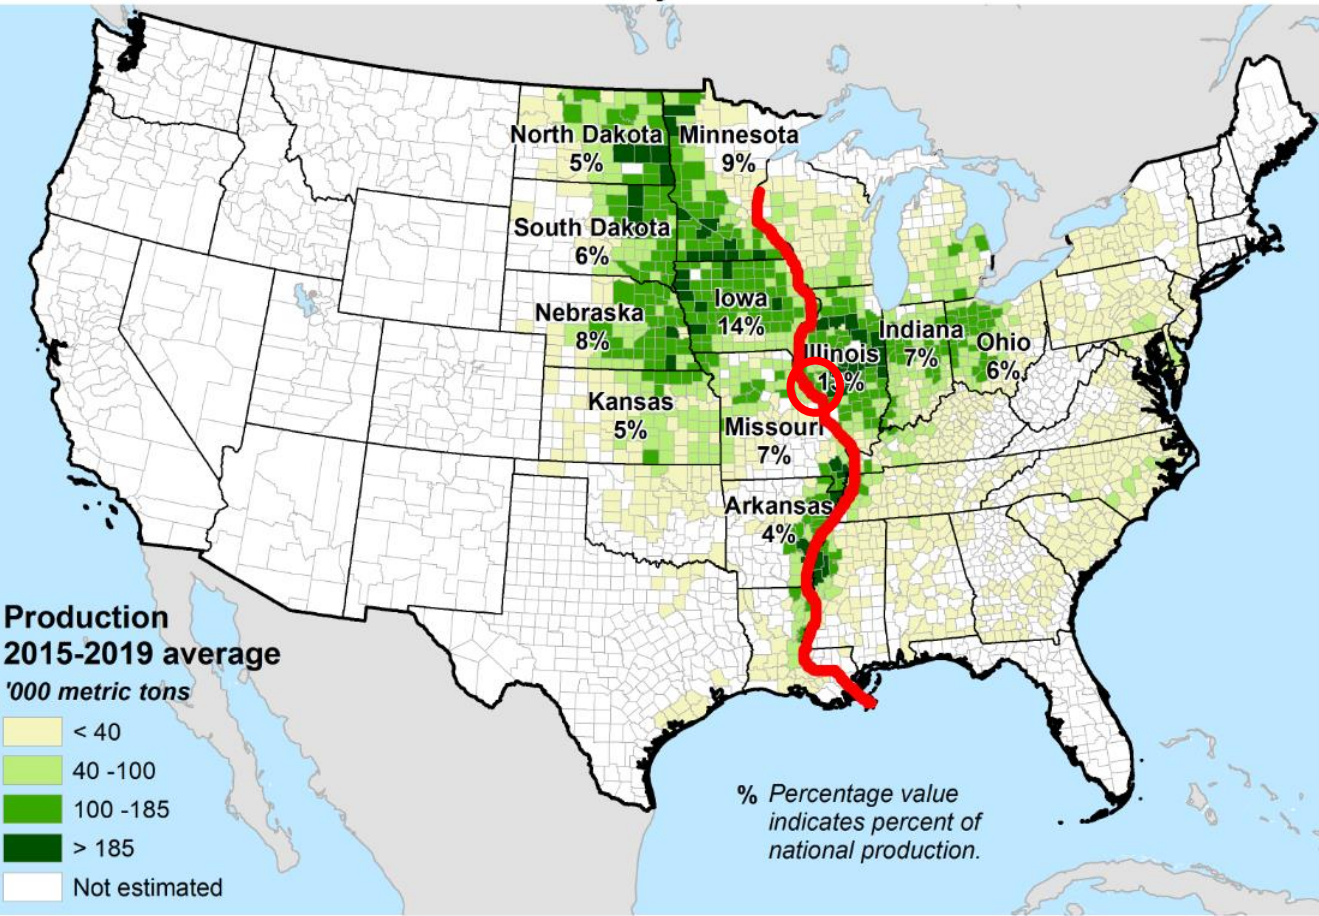 North Dakota
5%
Minnesota
9%
South Dakota
6%
Nebraska
8%
Iowa
14%
Illinois
Indiana
7%
Ohio
6%
Kansas
5%
Missouri
7%
Arkansas
4%
Production
2015-2019 average
'000 metric tons
< 40
40 -100
100 -185
> 185
Not estimated
% Percentage value
indicates percent of
national production.